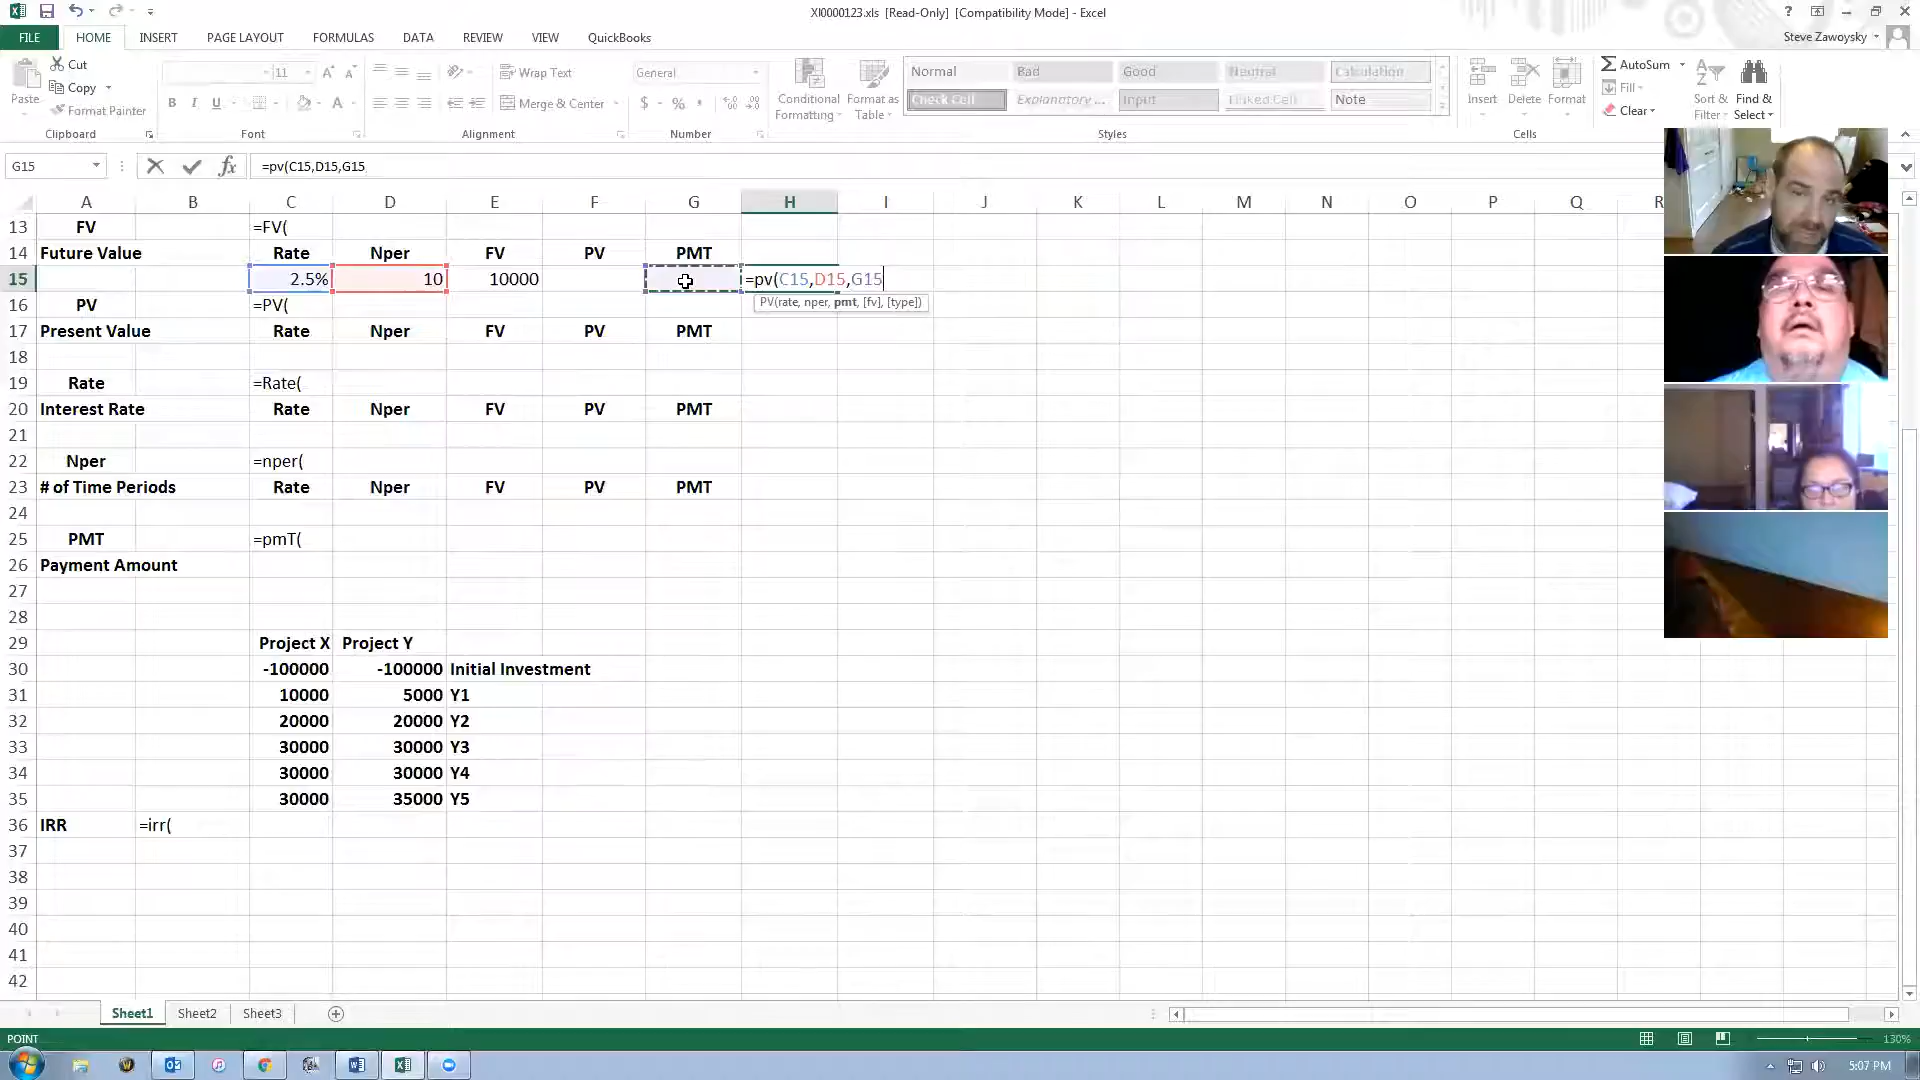 XI0000123.xls [Read-Only] [Compatibility Mode] - Excel
FILE HOME INSERT PAGE LAYOUT FORMULAS DATA REVIEW VIEW QuickBooks
Steve Zawoysky
Paste
Cut
Copy
Format Painter
11
Wrap Text
Merge & Center
General
Conditional Formatting
Format as Table
Normal Bad Good Neutral Calculation
Check Cell Explanatory ... Input Linked Cell Note
Insert Delete Format
AutoSum
Fill
Clear
Sort & Filter
Find & Select
Clipboard Font Alignment Number Styles Cells
G15 fx =pv(C15,D15,G15
A B C D E F G H I J K L M N O P Q R
13 FV =FV(
14 Future Value Rate Nper FV PV PMT
15 2.5% 10 10000 =pv(C15,D15,G15
PV(rate, nper, pmt, [fv], [type])
16 PV =PV(
17 Present Value Rate Nper FV PV PMT
18
19 Rate =Rate(
20 Interest Rate Rate Nper FV PV PMT
21
22 Nper =nper(
23 # of Time Periods Rate Nper FV PV PMT
24
25 PMT =pmT(
26 Payment Amount
27
28
29 Project X Project Y
30 -100000 -100000 Initial Investment
31 10000 5000 Y1
32 20000 20000 Y2
33 30000 30000 Y3
34 30000 30000 Y4
35 30000 35000 Y5
36 IRR =irr(
37
38
39
40
41
42
Sheet1 Sheet2 Sheet3
POINT
130%
5:07 PM